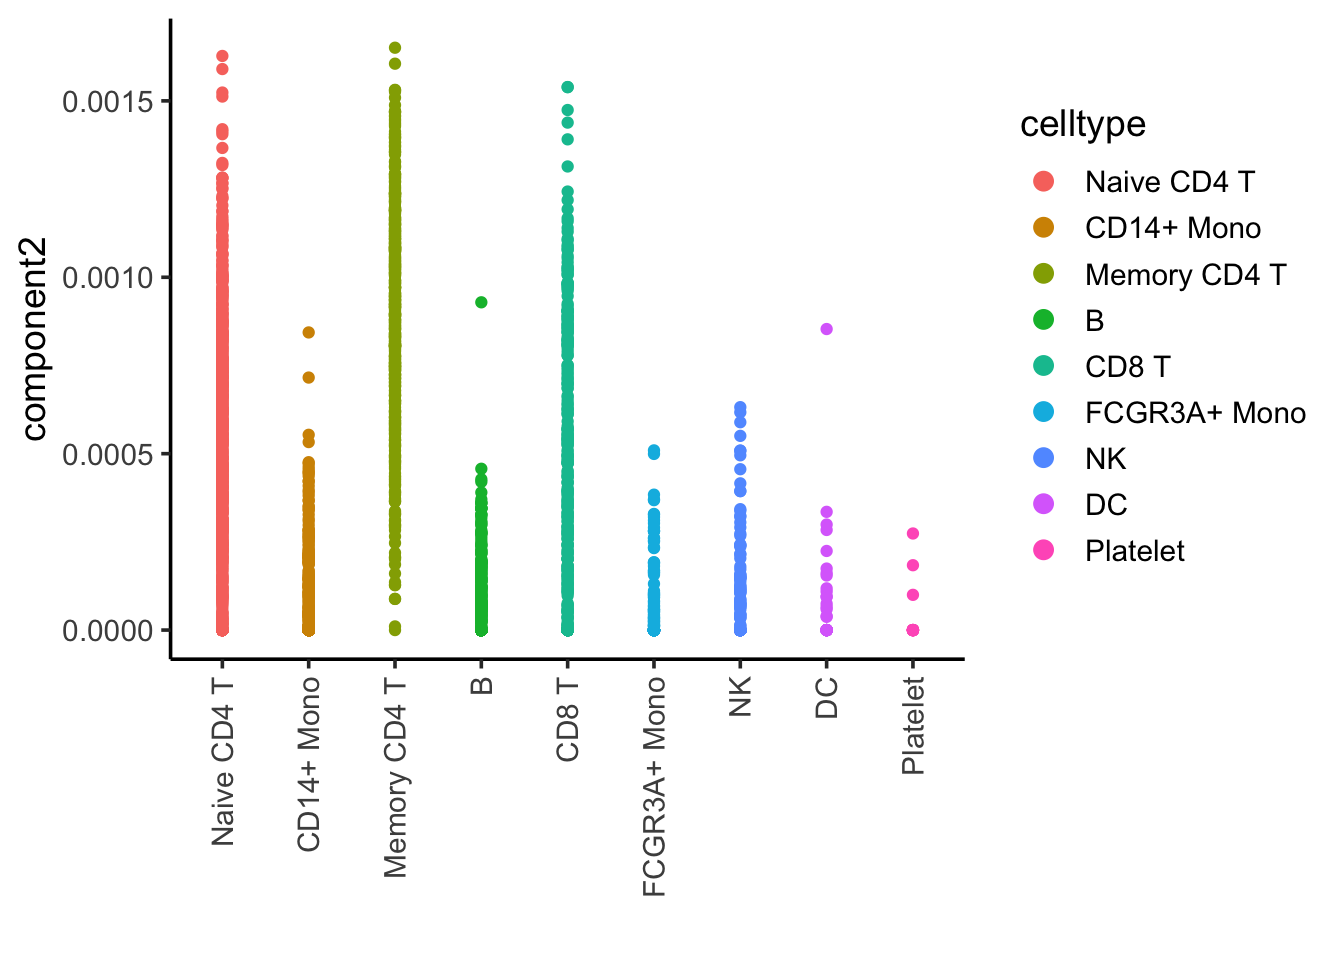 component2
0.0015
0.0010
0.0005
0.0000
Naive CD4 T
CD14+ Mono
Memory CD4 T
B
CD8 T
FCGR3A+ Mono
NK
DC
Platelet
celltype
Naive CD4 T
CD14+ Mono
Memory CD4 T
B
CD8 T
FCGR3A+ Mono
NK
DC
Platelet